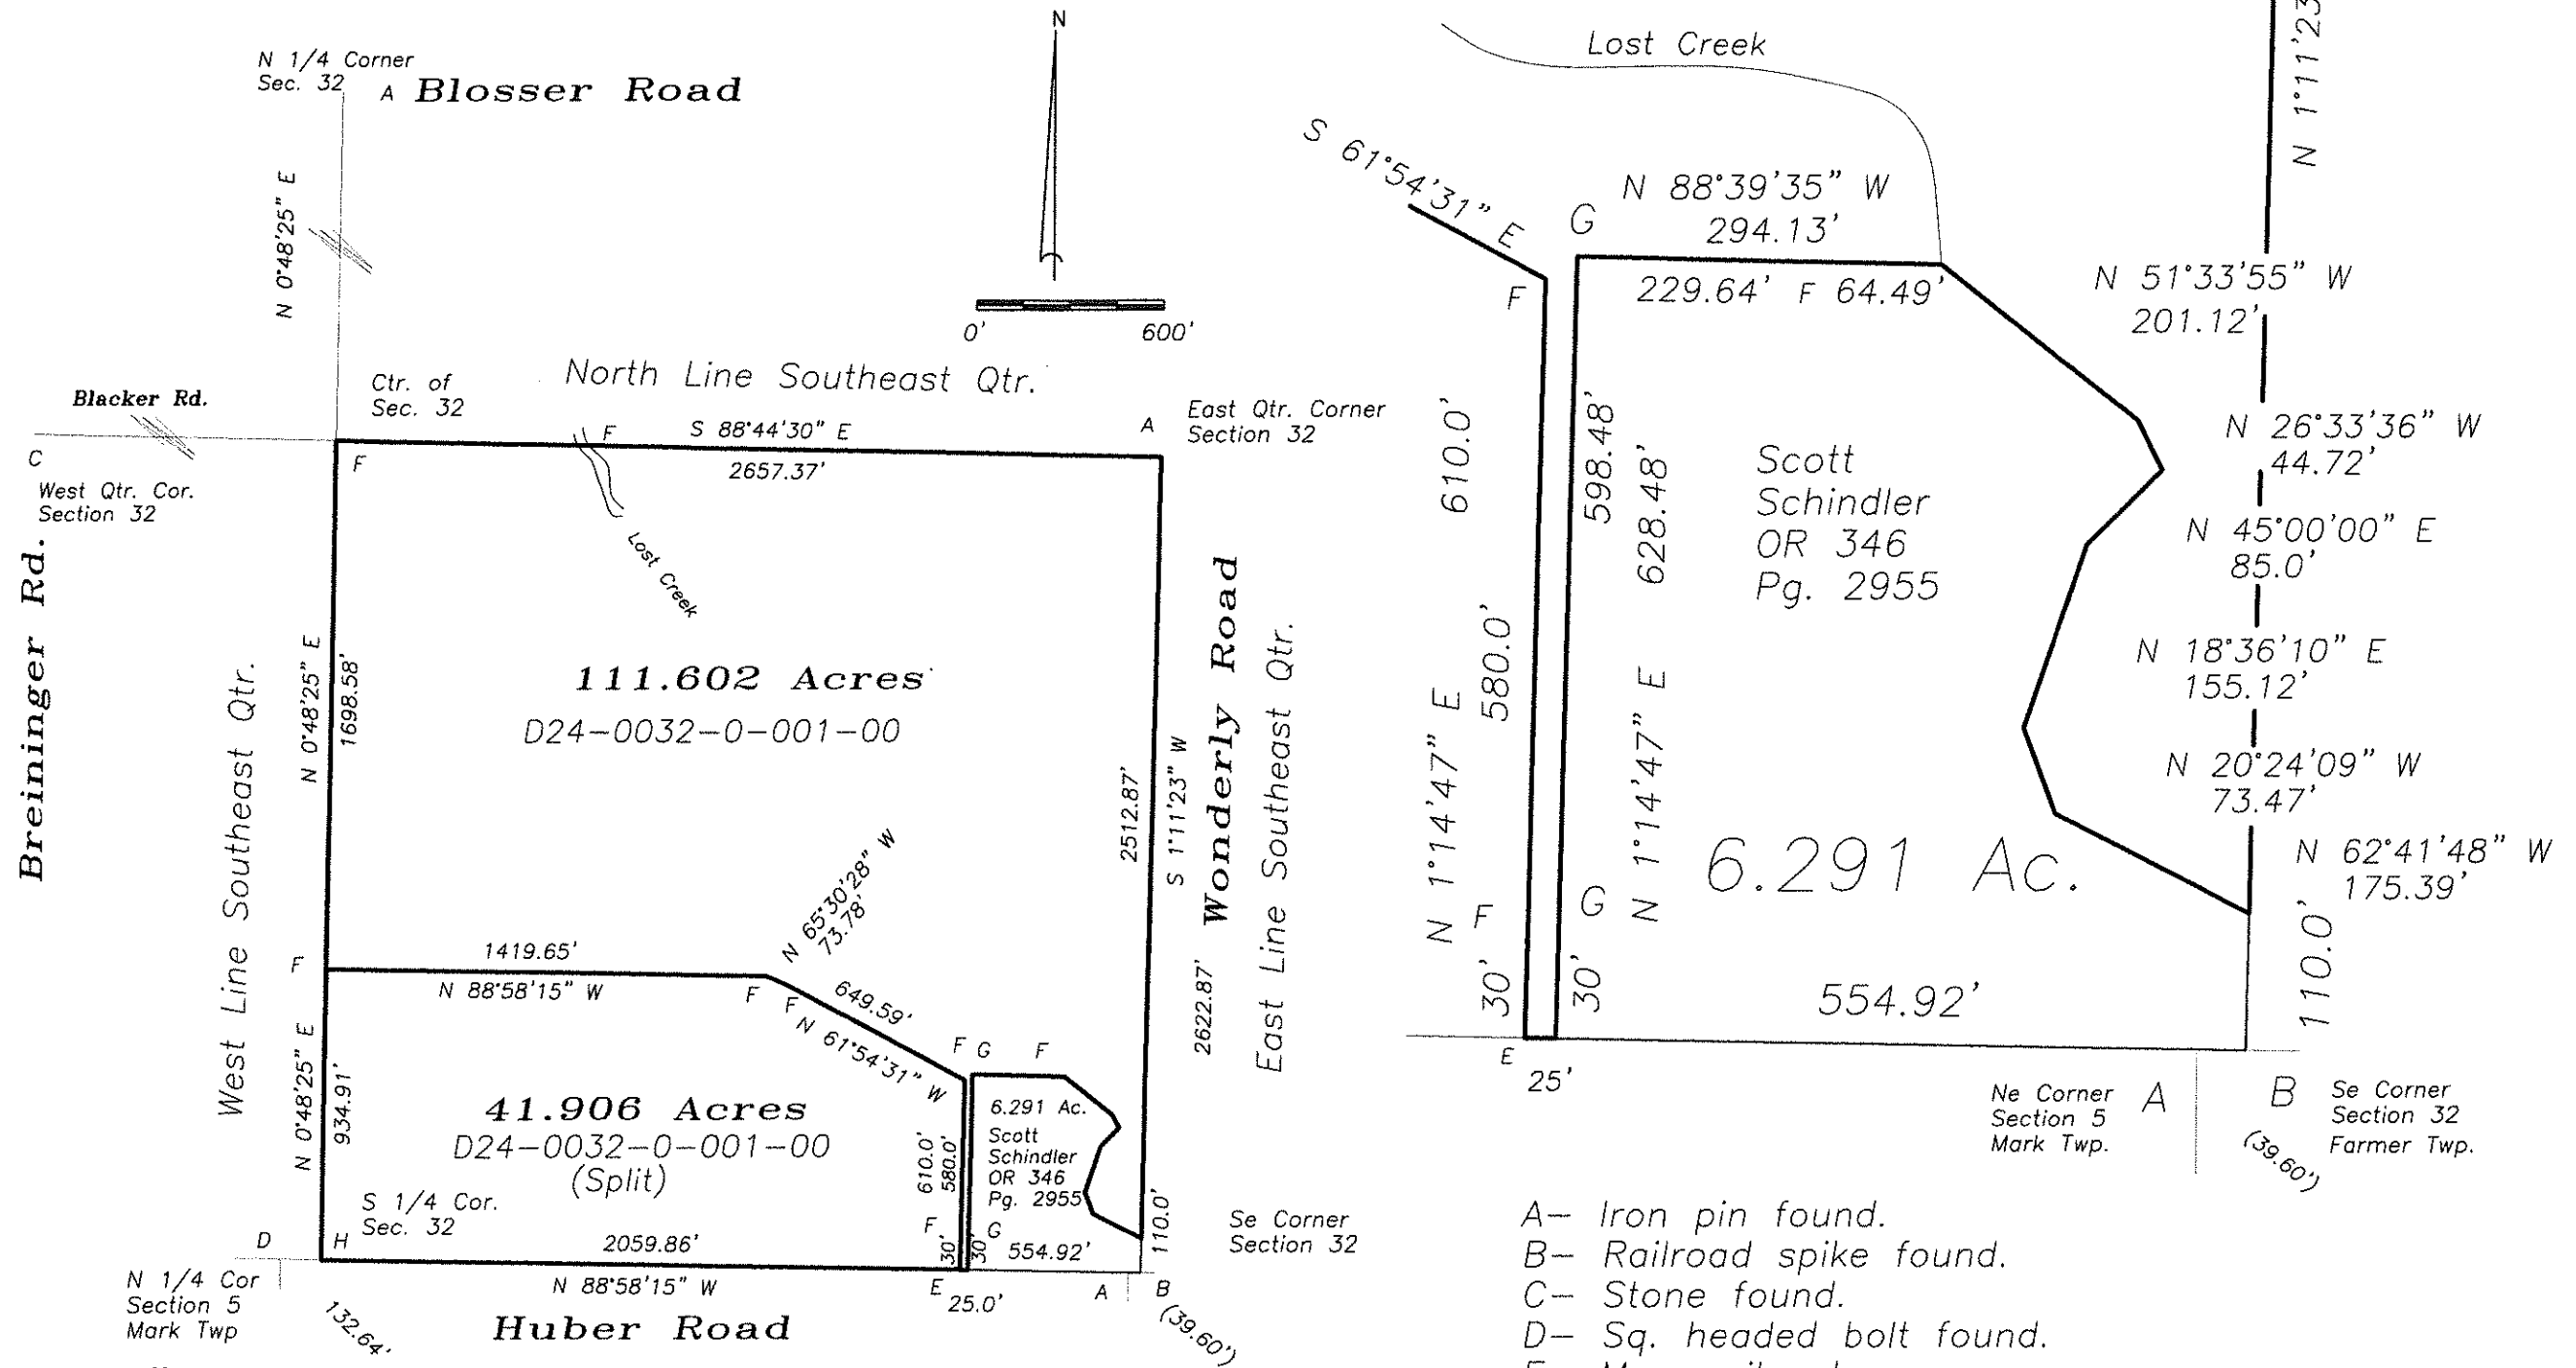 N
N 1/4 Corner
Sec. 32
A
Blosser Road
N 0°48'25" E
0'
600'
North Line Southeast Qtr.
Blacker Rd.
Ctr. of
Sec. 32
East Qtr. Corner
Section 32
A
C
West Qtr. Cor.
Section 32
F
F
S 88°44'30" E
2657.37'
Lost Creek
Breininger Rd.
West Line Southeast Qtr.
N 0°48'25" E
1698.58'
111.602 Acres
D24-0032-0-001-00
2512.87'
S 1°11'23" W
Wonderly Road
East Line Southeast Qtr.
2622.87'
N 65°30'28" W
73.78'
F
1419.65'
N 88°58'15" W
F
F
649.59'
N 61°54'31" W
F
G
F
N 0°48'25" E
934.91'
41.906 Acres
D24-0032-0-001-00
(Split)
610.0'
580.0'
6.291 Ac.
Scott
Schindler
OR 346
Pg. 2955
110.0'
S 1/4 Cor.
Sec. 32
D
H
2059.86'
F
30'
30'
G
554.92'
Se Corner
Section 32
N 1/4 Cor
Section 5
Mark Twp
132.64'
N 88°58'15" W
E
25.0'
A
B
(39.60')
Huber Road
Lost Creek
N 1°11'23
S 61°54'31" E
F
G
N 88°39'35" W
294.13'
229.64' F 64.49'
N 51°33'55" W
201.12'
N 26°33'36" W
44.72'
N 45°00'00" E
85.0'
N 18°36'10" E
155.12'
N 20°24'09" W
73.47'
N 62°41'48" W
175.39'
610.0'
580.0'
N 1°14'47" E
598.48'
628.48'
N 1°14'47" E
Scott
Schindler
OR 346
Pg. 2955
6.291 Ac.
F
G
30'
30'
554.92'
110.0'
E
25'
Ne Corner
Section 5
Mark Twp.
A
B
Se Corner
Section 32
Farmer Twp.
(39.60')
A- Iron pin found.
B- Railroad spike found.
C- Stone found.
D- Sq. headed bolt found.